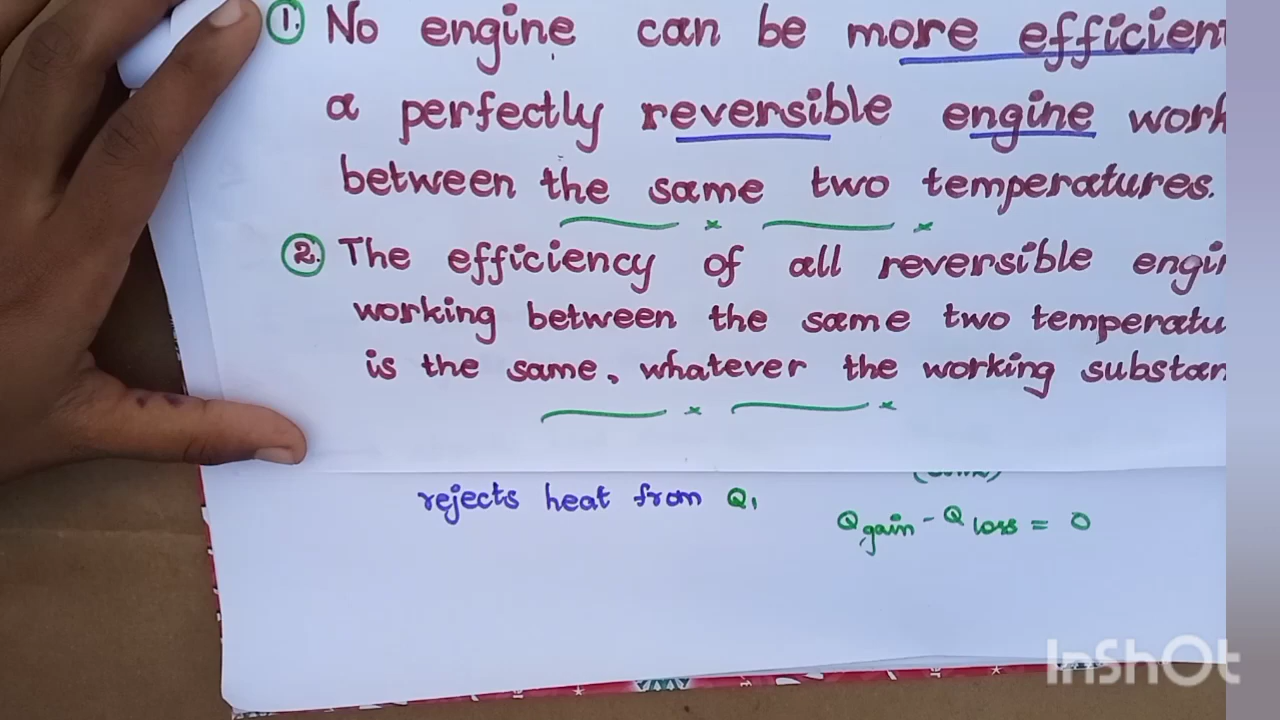 1. No engine can be more efficient
a perfectly reversible engine work
between the same two temperatures.
2. The efficiency of all reversible engin
working between the same two temperatu
is the same, whatever the working substan
rejects heat from Q1
Qgain - Qloss = 0
InShOt